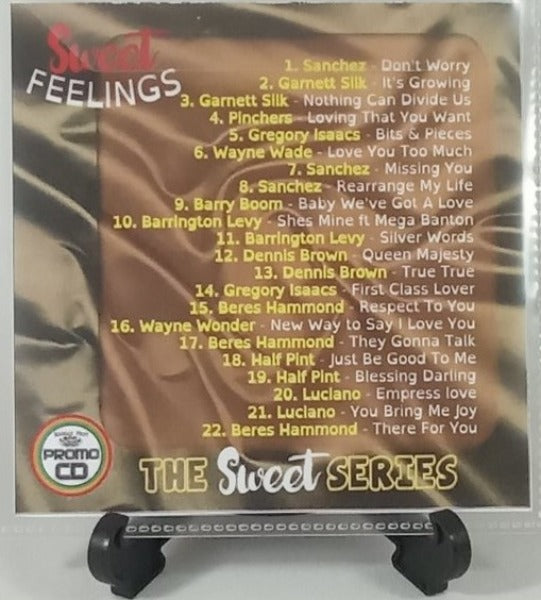 Sweet
FEELINGS
1. Sanchez - Don't Worry
2. Garnett Silk - It's Growing
3. Garnett Silk - Nothing Can Divide Us
4. Pinchers - Loving That You Want
5. Gregory Isaacs - Bits & Pieces
6. Wayne Wade - Love You Too Much
7. Sanchez - Missing You
8. Sanchez - Rearrange My Life
9. Barry Boom - Baby We've Got A Love
10. Barrington Levy - Shes Mine ft Mega Banton
11. Barrington Levy - Silver Words
12. Dennis Brown - Queen Majesty
13. Dennis Brown - True True
14. Gregory Isaacs - First Class Lover
15. Beres Hammond - Respect To You
16. Wayne Wonder - New Way to Say I Love You
17. Beres Hammond - They Gonna Talk
18. Half Pint - Just Be Good To Me
19. Half Pint - Blessing Darling
20. Luciano - Empress love
21. Luciano - You Bring Me Joy
22. Beres Hammond - There For You
PROMO
CD
THE Sweet SERIES